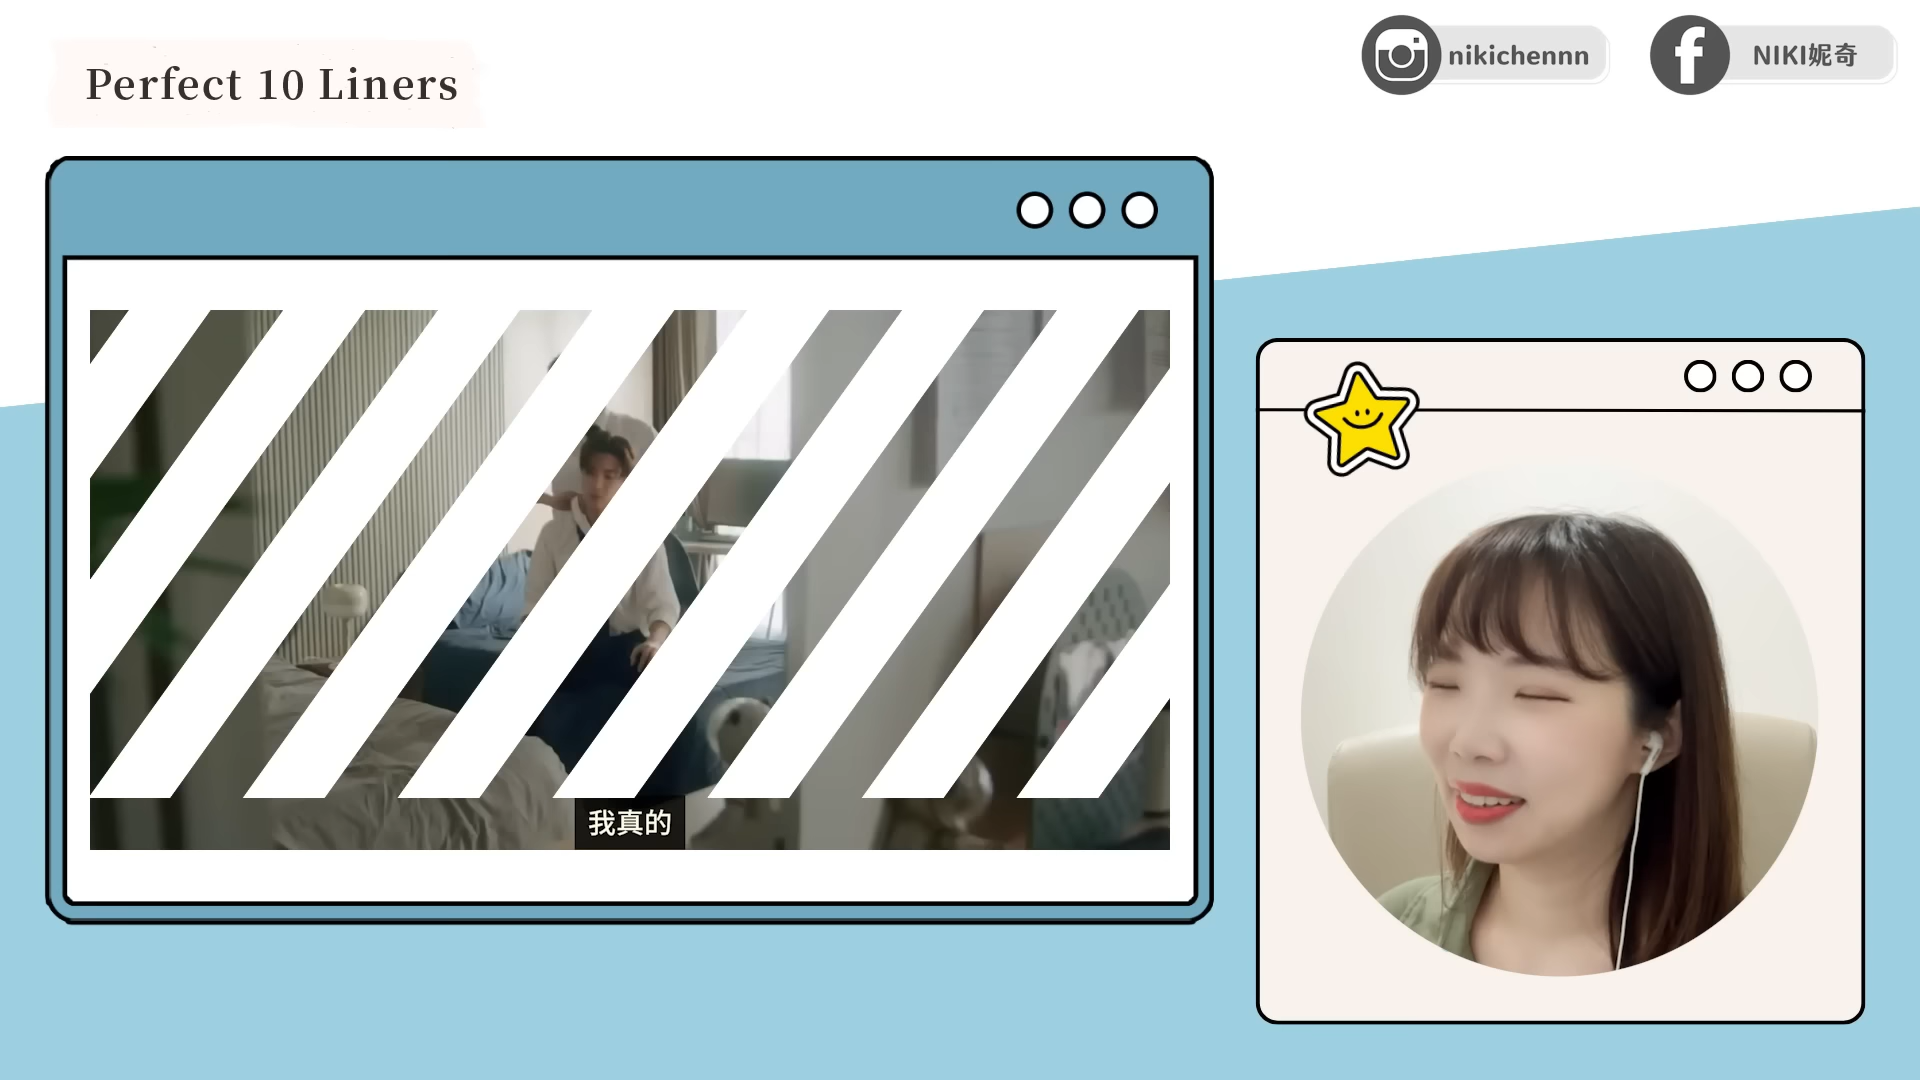 Perfect 10 Liners
nikichennn
NIKI妮奇
我真的